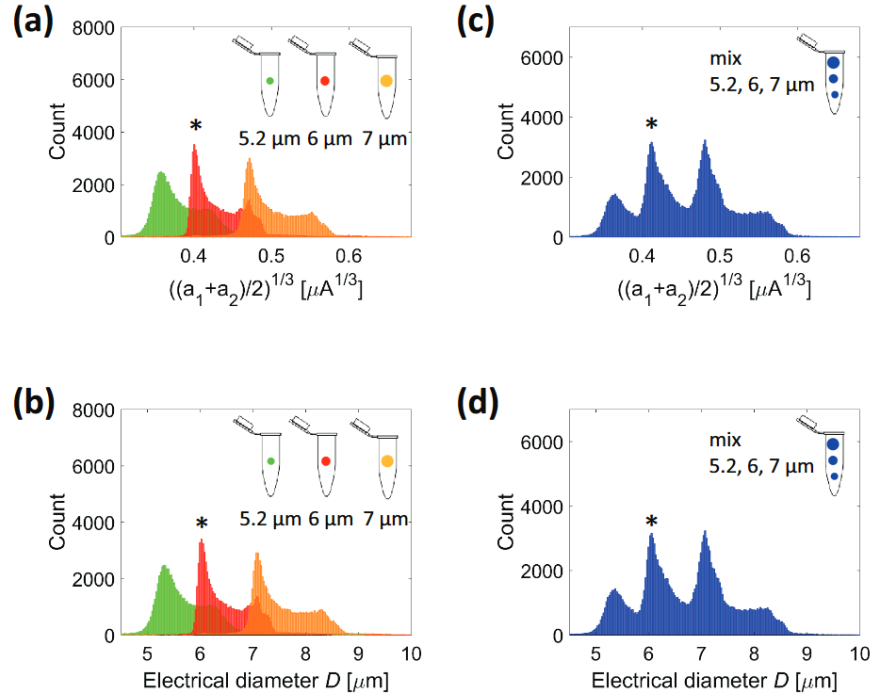 (a)
8000
6000
4000
2000
0
Count
*
5.2 µm 6 µm 7 µm
0.4 0.5 0.6
((a1+a2)/2)^1/3 [µA^1/3]
(c)
6000
4000
2000
0
Count
mix
5.2, 6, 7 µm
*
0.4 0.5 0.6
((a1+a2)/2)^1/3 [µA^1/3]
(b)
8000
6000
4000
2000
0
Count
*
5.2 µm 6 µm 7 µm
5 6 7 8 9 10
Electrical diameter D [µm]
(d)
6000
4000
2000
0
Count
mix
5.2, 6, 7 µm
*
5 6 7 8 9 10
Electrical diameter D [µm]